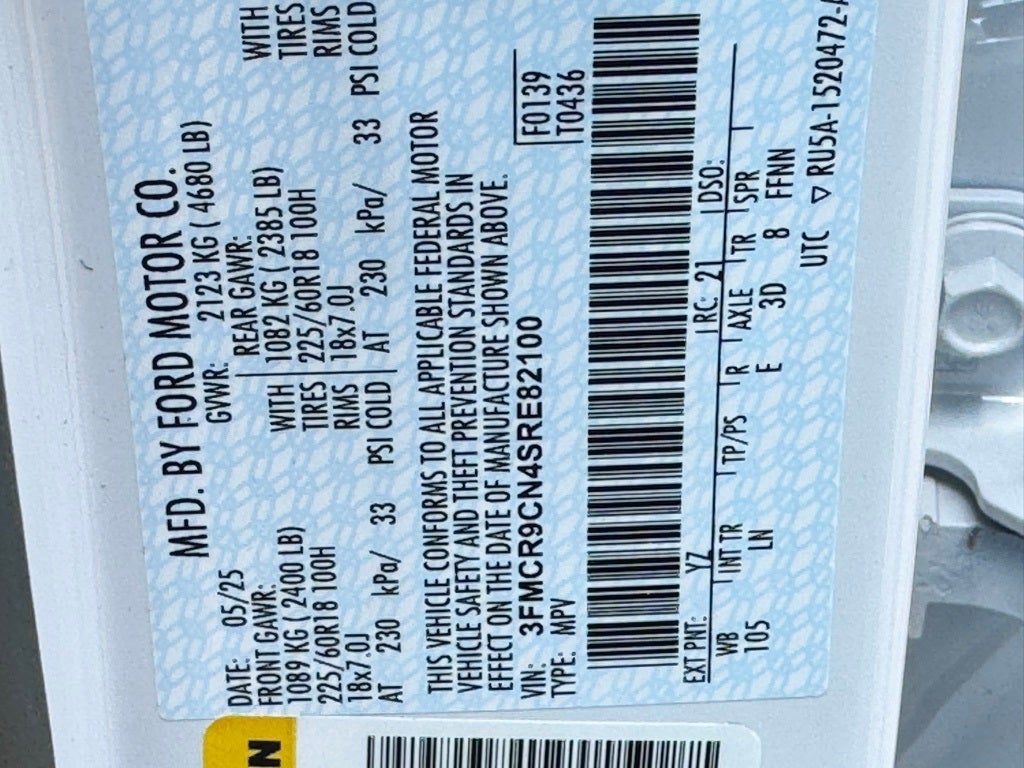 MFD. BY FORD MOTOR CO.
DATE: 05/25 GVWR: 2123 KG ( 4680 LB)
FRONT GAWR: REAR GAWR:
1089 KG ( 2400 LB) WITH 1082 KG ( 2385 LB) WITH
225/60R18 100H TIRES 225/60R18 100H TIRES
18x7.0J RIMS 18x7.0J RIMS
AT 230 kPa/ 33 PSI COLD AT 230 kPa/ 33 PSI COLD
THIS VEHICLE CONFORMS TO ALL APPLICABLE FEDERAL MOTOR
VEHICLE SAFETY AND THEFT PREVENTION STANDARDS IN
EFFECT ON THE DATE OF MANUFACTURE SHOWN ABOVE.
VIN: 3FMCR9CN4SRE82100 F0139
TYPE: MPV T0436
EXT PNT: YZ RC: 21 DSO:
WB INT TR TP/PS R AXLE TR SPR
105 LN E 3D 8 FFNN
UTC ▽ RU5A-1520472-